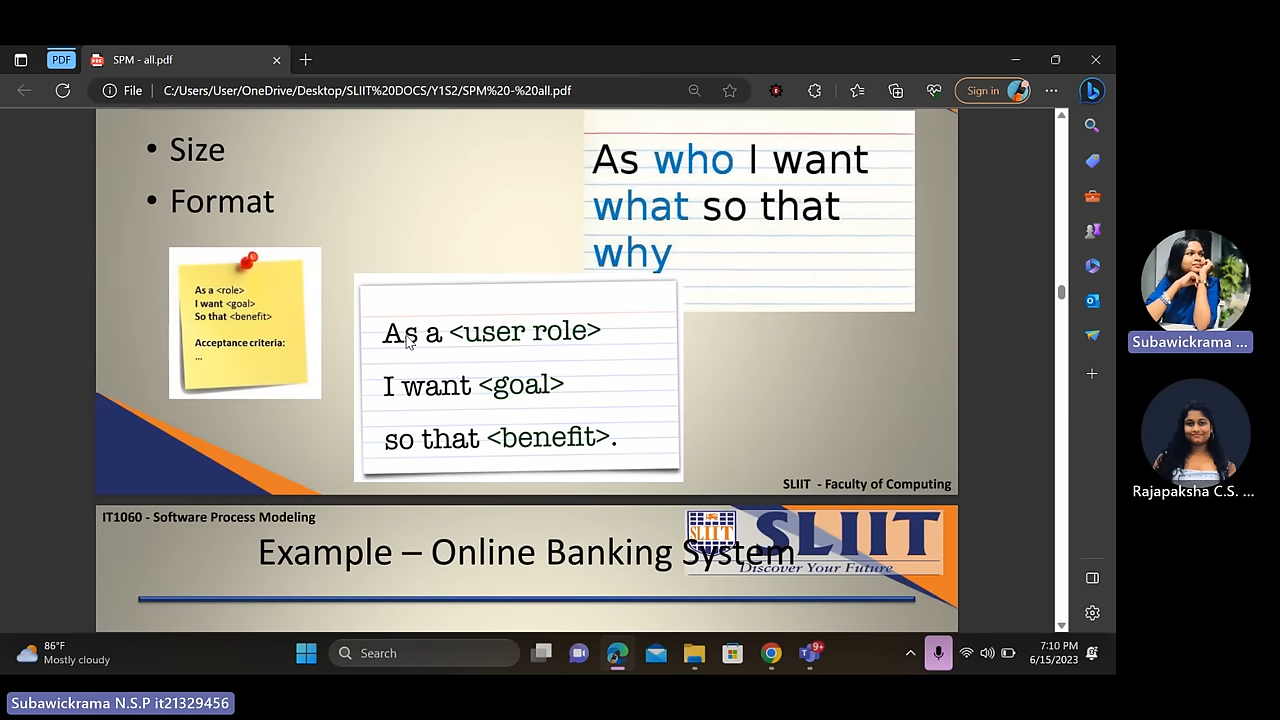 PDF
SPM - all.pdf
File
C:/Users/User/OneDrive/Desktop/SLIIT%20DOCS/Y1S2/SPM%20-%20all.pdf
Sign in
• Size
• Format
As who I want
what so that
why
As a <role>
I want <goal>
So that <benefit>
Acceptance criteria:
...
As a <user role>
I want <goal>
so that <benefit>.
SLIIT - Faculty of Computing
IT1060 - Software Process Modeling
SLIIT
SLIIT
Discover Your Future
Example – Online Banking System
Subawickrama ...
Rajapaksha C.S. ...
86°F
Mostly cloudy
Search
9+
7:10 PM
6/15/2023
Subawickrama N.S.P it21329456